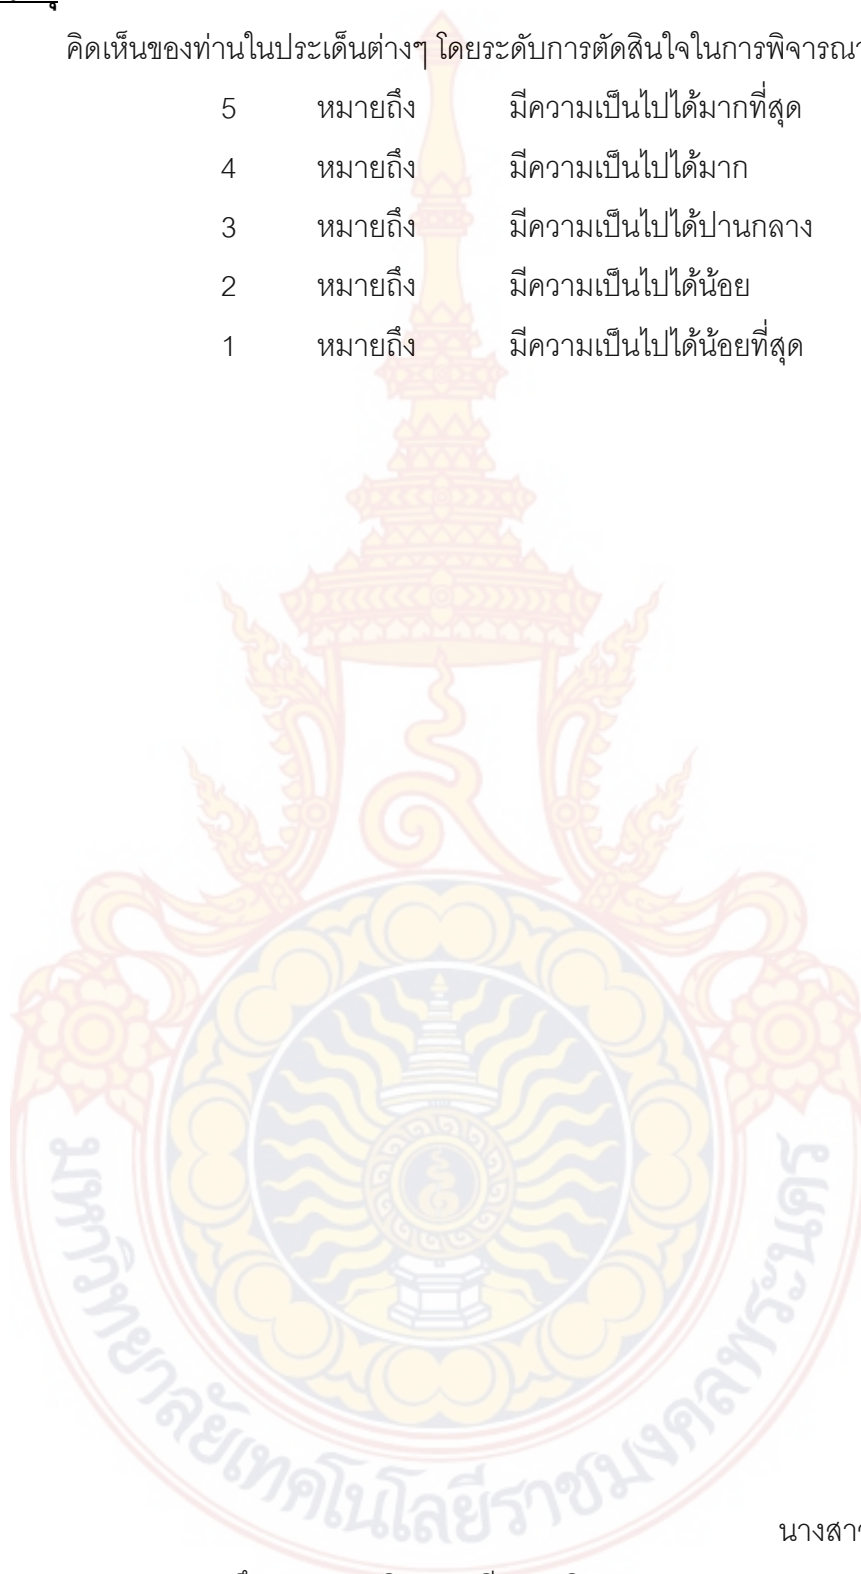 คิดเห็นของท่านในประเด็นต่างๆ โดยระดับการตัดสินใจในการพิจารณา
5 หมายถึง มีความเป็นไปได้มากที่สุด
4 หมายถึง มีความเป็นไปได้มาก
3 หมายถึง มีความเป็นไปได้ปานกลาง
2 หมายถึง มีความเป็นไปได้น้อย
1 หมายถึง มีความเป็นไปได้น้อยที่สุด
มหาวิทยาลัยเทคโนโลยีราชมงคลพระนคร